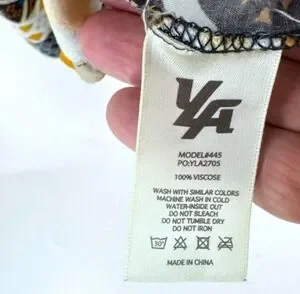 YA
MODEL#445
PO:YLA2705
100% VISCOSE
WASH WITH SIMILAR COLORS
MACHINE WASH IN COLD
WATER-INSIDE OUT
DO NOT BLEACH
DO NOT TUMBLE DRY
DO NOT IRON
30°
MADE IN CHINA